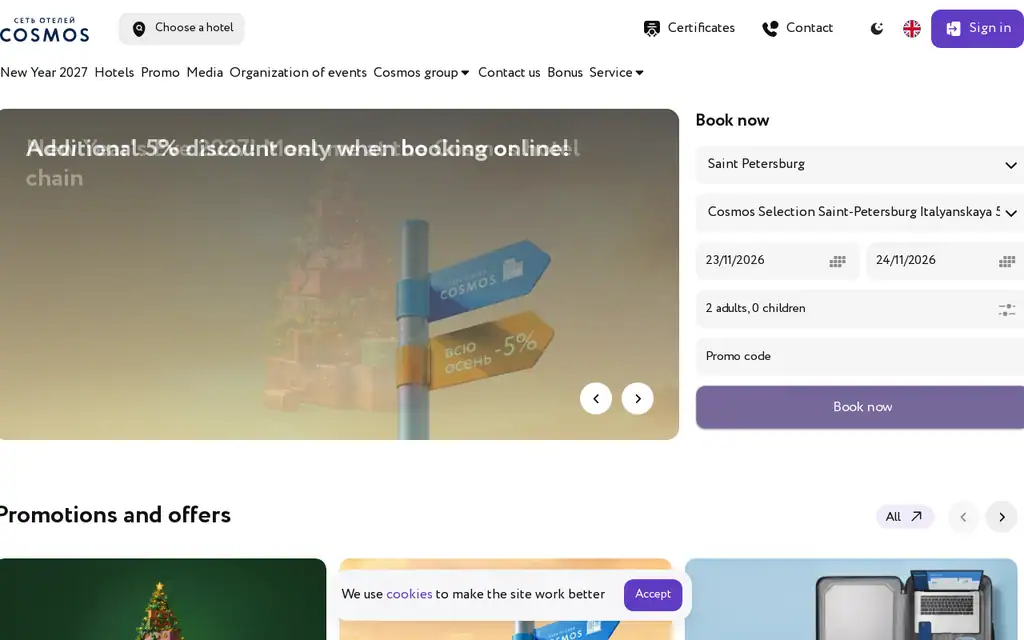 СЕТЬ ОТЕЛЕЙ
COSMOS
Choose a hotel
Certificates
Contact
Sign in
New Year 2027 Hotels Promo Media Organization of events Cosmos group Contact us Bonus Service
Additional 5% discount only when booking online!
chain
COSMOS
ВСЮ
ОСЕНЬ -5%
Book now
Saint Petersburg
Cosmos Selection Saint-Petersburg Italyanskaya 5
23/11/2026
24/11/2026
2 adults, 0 children
Promo code
Book now
Promotions and offers
All
We use cookies to make the site work better
Accept
COSMOS